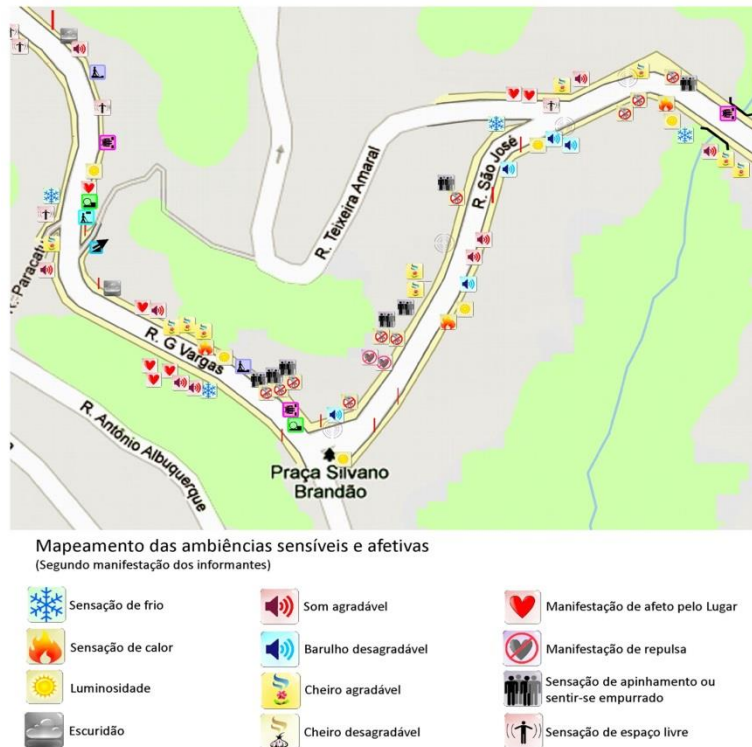 R. São José
R. Teixeira Amaral
R. Paracatu
R. G Vargas
R. Antônio Albuquerque
Praça Silvano
Brandão
Mapeamento das ambiências sensíveis e afetivas
(Segundo manifestação dos informantes)
Sensação de frio
Som agradável
Manifestação de afeto pelo Lugar
Sensação de calor
Barulho desagradável
Manifestação de repulsa
Luminosidade
Cheiro agradável
Sensação de apinhamento ou
sentir-se empurrado
Escuridão
Cheiro desagradável
Sensação de espaço livre